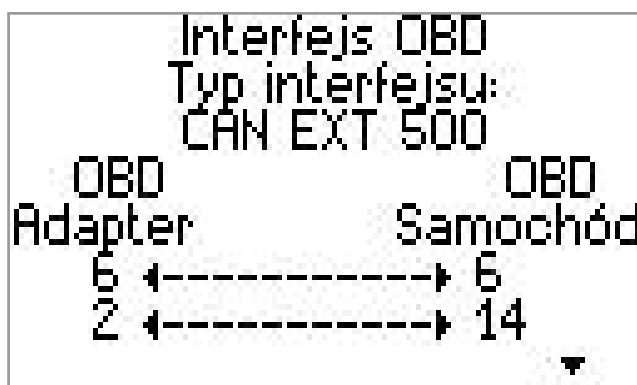 Interfejs OBD
Typ interfejsu:
CAN EXT 500
OBD OBD
Adapter Samochód
6 ◄-----------► 6
2 ◄-----------► 14
▼